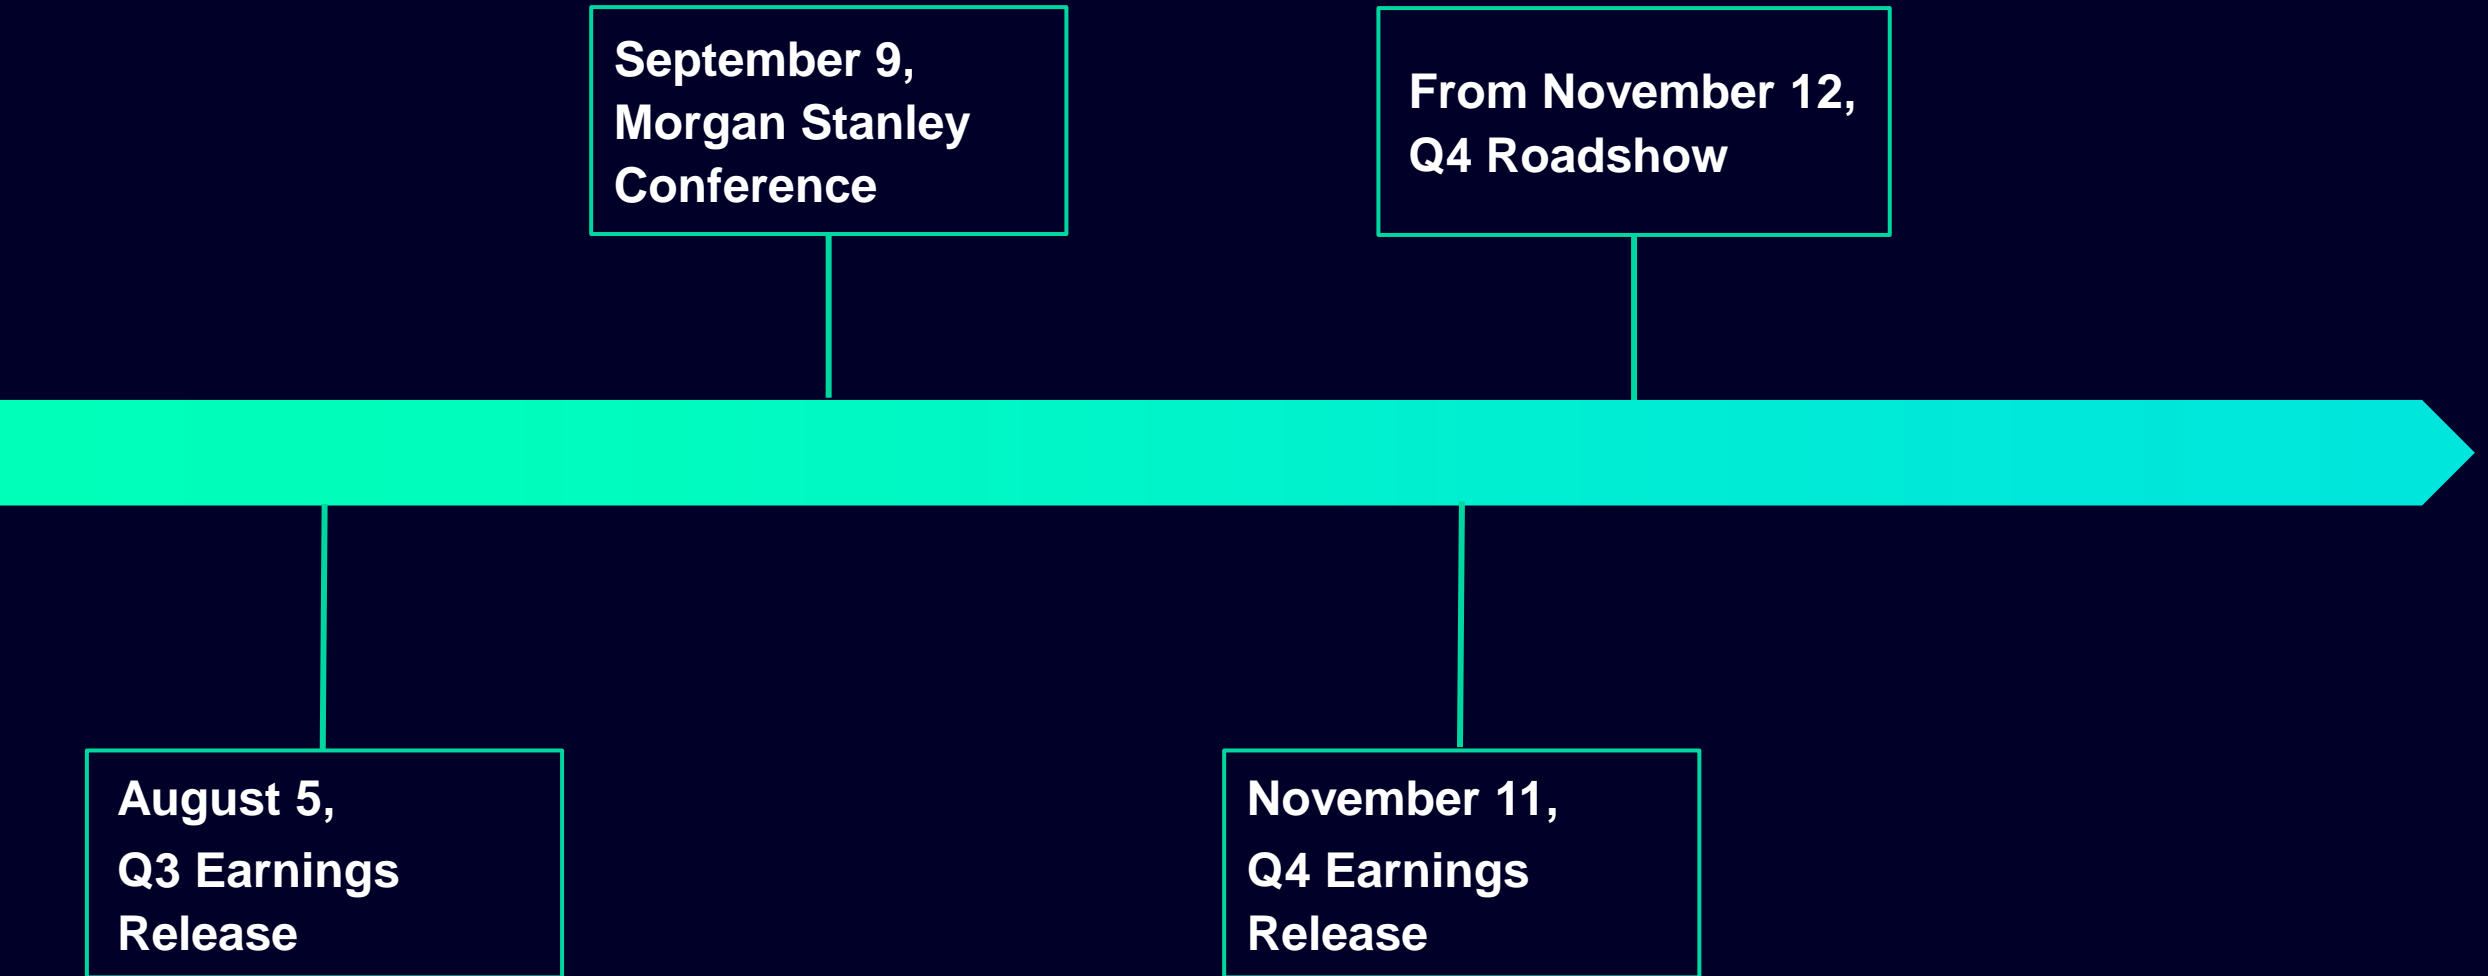 September 9,
Morgan Stanley
Conference
From November 12,
Q4 Roadshow
August 5,
Q3 Earnings
Release
November 11,
Q4 Earnings
Release